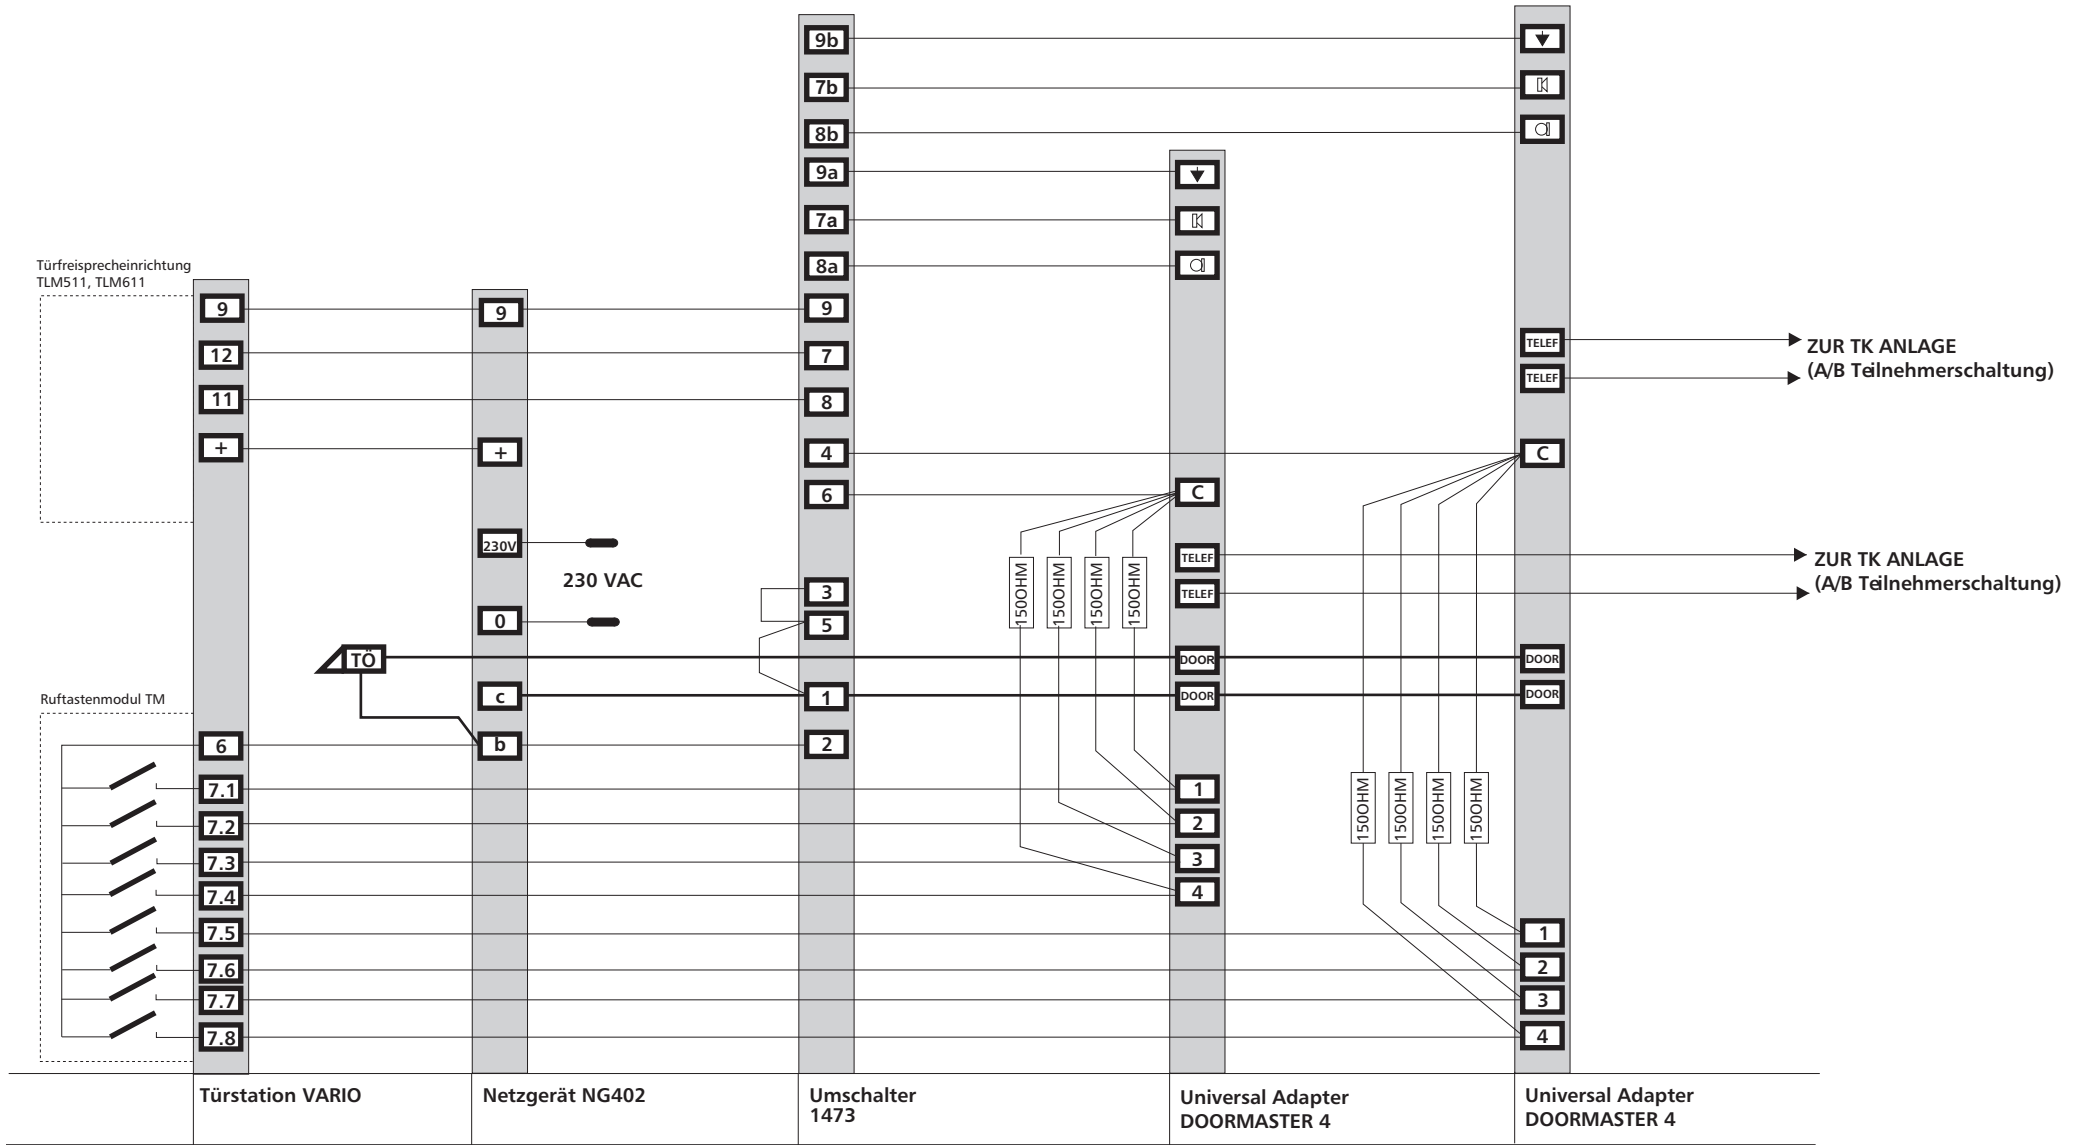 Türfreisprecheinrichtung
TLM511, TLM611
9
12
11
+
Ruftastenmodul TM
6
7.1
7.2
7.3
7.4
7.5
7.6
7.7
7.8
Türstation VARIO
TÖ
9
+
230V
230 VAC
0
c
b
Netzgerät NG402
9b
7b
8b
9a
7a
8a
9
7
8
4
6
3
5
1
2
Umschalter
1473
150OHM
150OHM
150OHM
150OHM
C
TELEF
TELEF
DOOR
DOOR
1
2
3
4
Universal Adapter
DOORMASTER 4
150OHM
150OHM
150OHM
150OHM
TELEF
TELEF
C
DOOR
DOOR
1
2
3
4
Universal Adapter
DOORMASTER 4
ZUR TK ANLAGE
(A/B Teilnehmerschaltung)
ZUR TK ANLAGE
(A/B Teilnehmerschaltung)